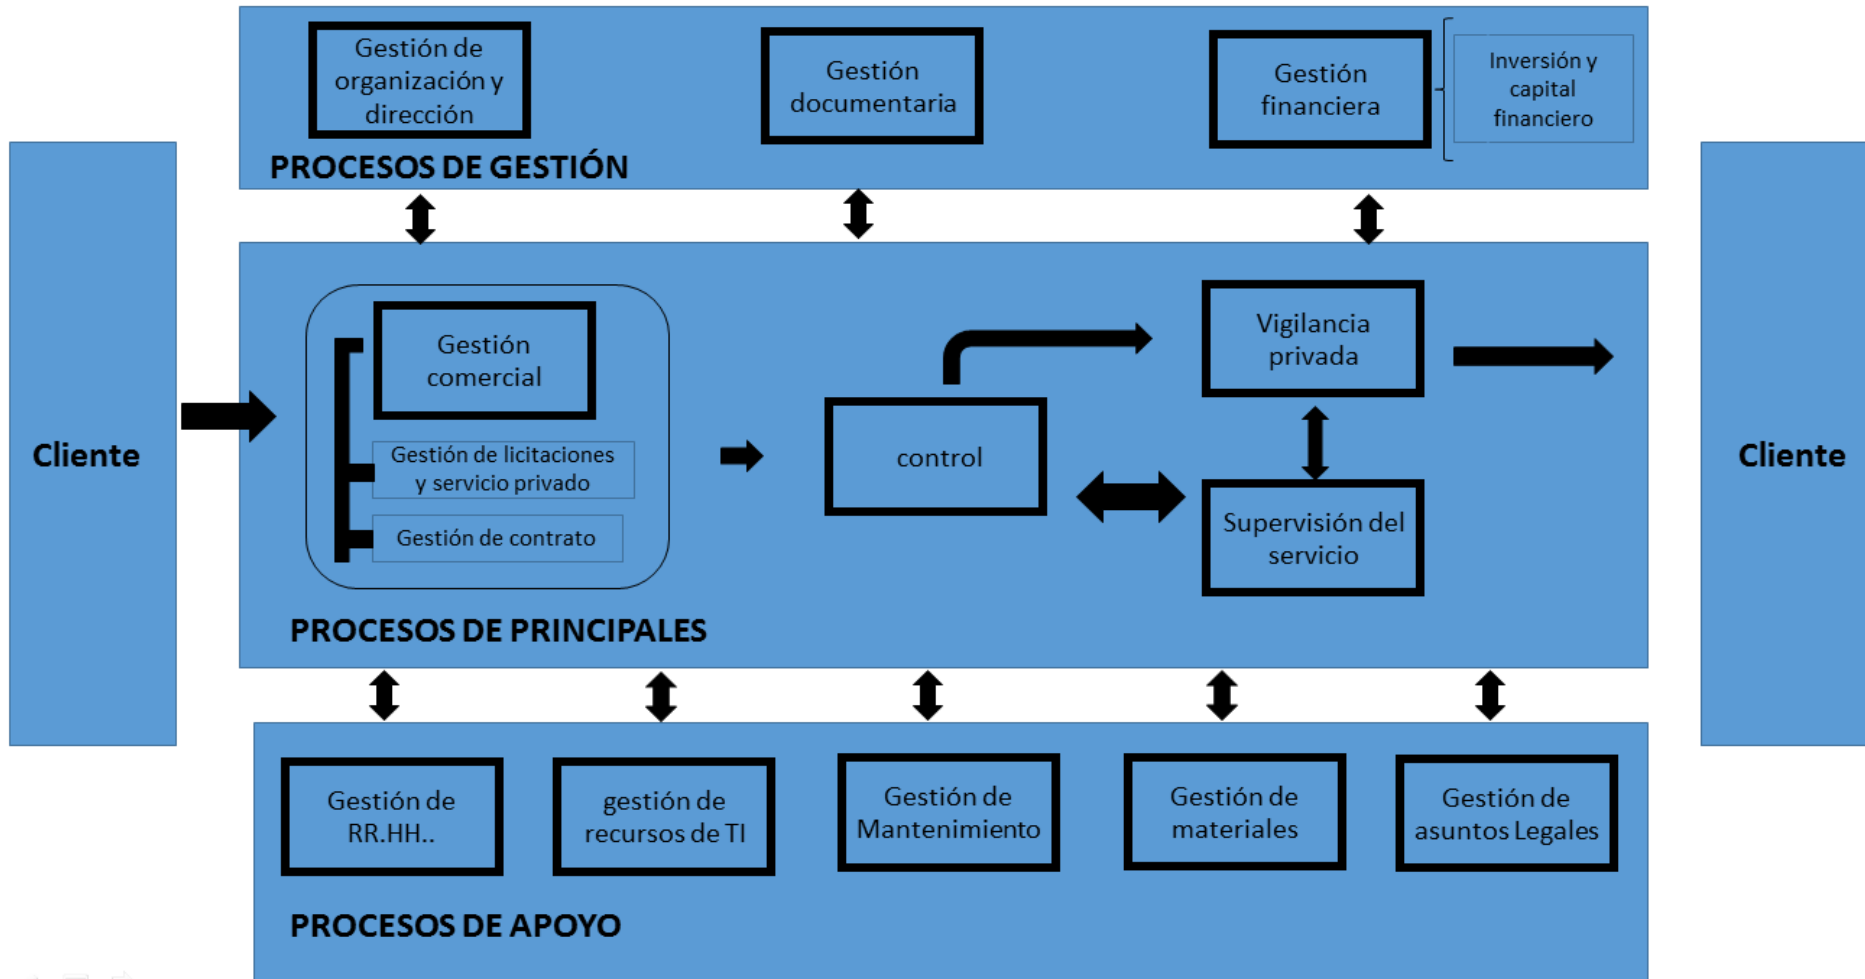 Gestión de
organización y
dirección
Gestión
documentaria
Gestión
financiera
Inversión y
capital
financiero
PROCESOS DE GESTIÓN
Cliente
Gestión
comercial
Gestión de licitaciones
y servicio privado
Gestión de contrato
control
Vigilancia
privada
Supervisión del
servicio
PROCESOS DE PRINCIPALES
Cliente
Gestión de
RR.HH..
gestión de
recursos de TI
Gestión de
Mantenimiento
Gestión de
materiales
Gestión de
asuntos Legales
PROCESOS DE APOYO